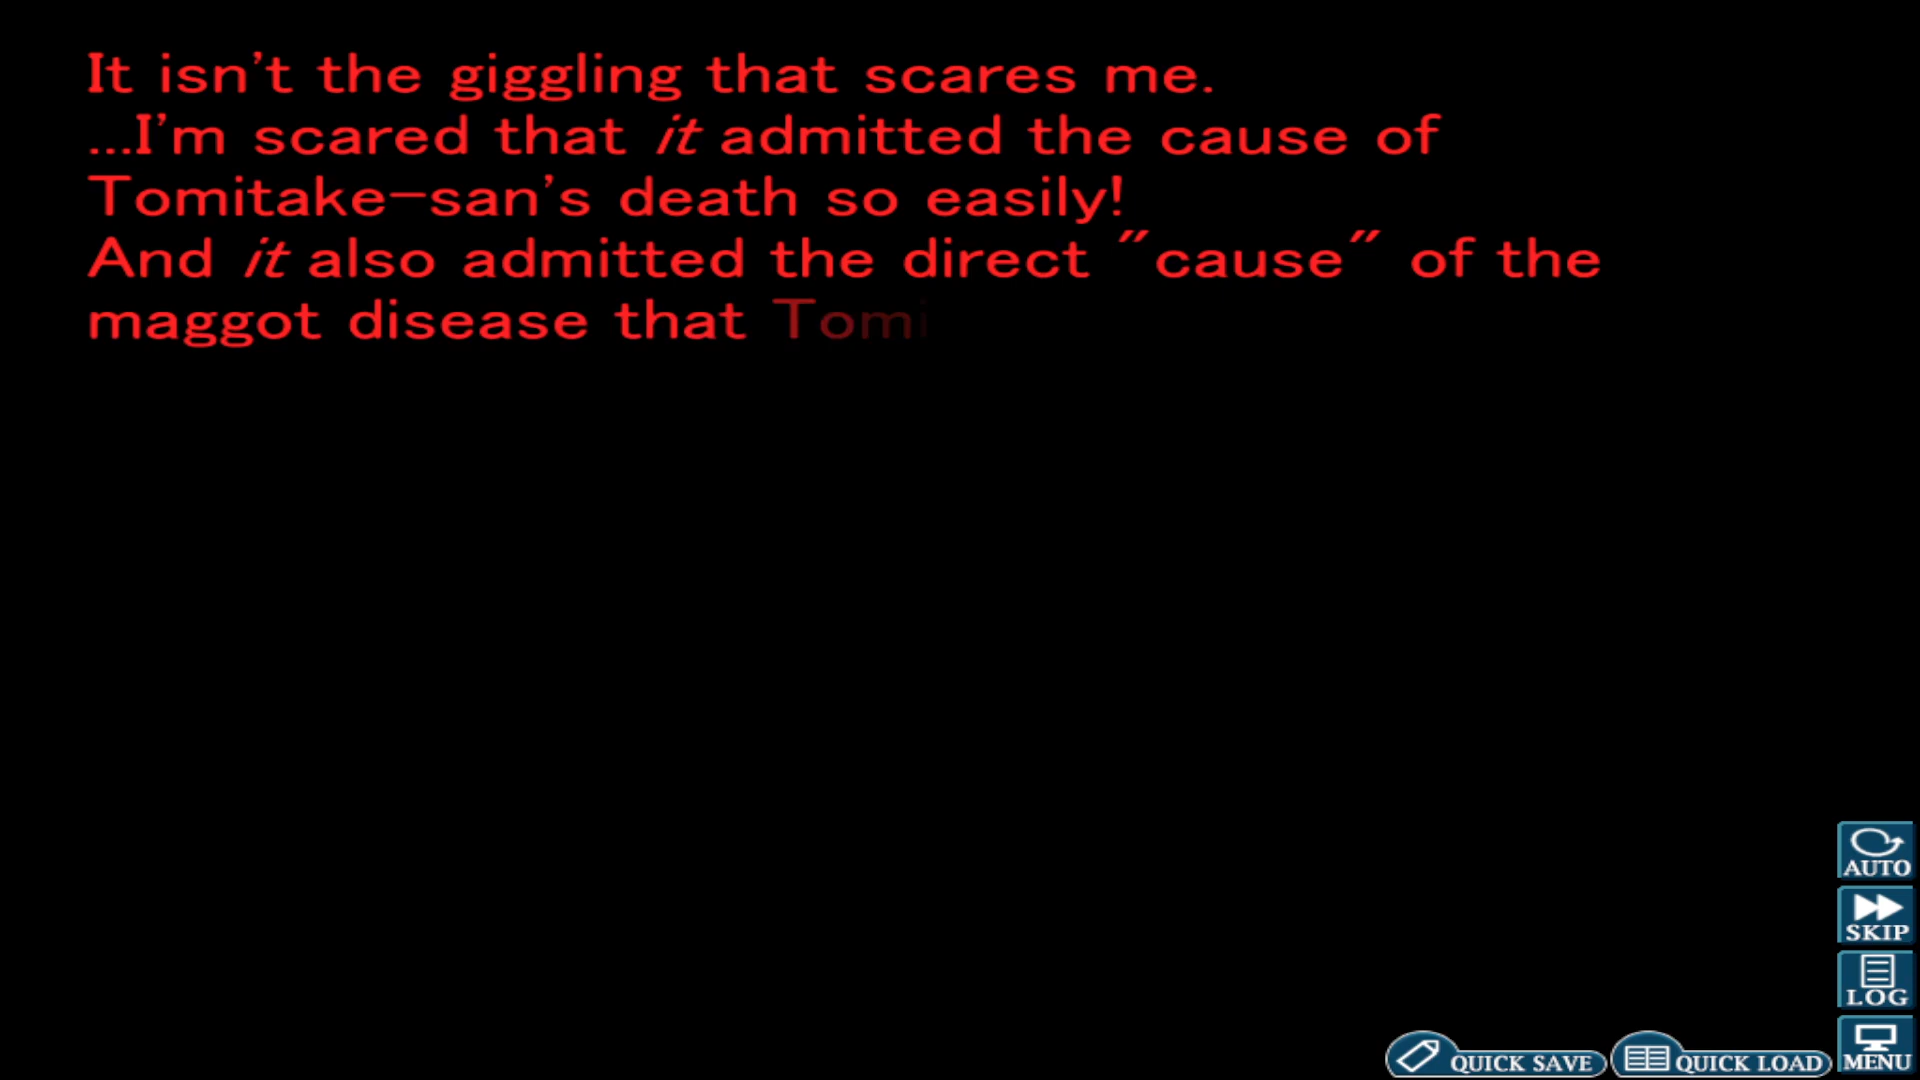 It isn't the giggling that scares me.
...I'm scared that it admitted the cause of
Tomitake-san's death so easily!
And it also admitted the direct "cause" of the
maggot disease that Tomi
AUTO
SKIP
LOG
MENU
QUICK SAVE
QUICK LOAD